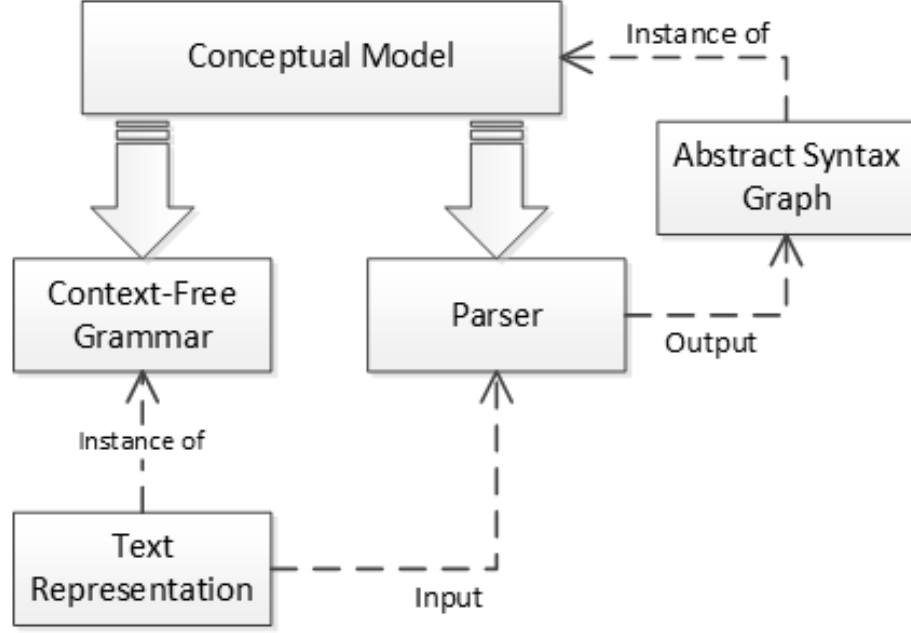 Conceptual Model
Instance of
Abstract Syntax
Graph
Context-Free
Grammar
Parser
Output
Instance of
Text
Representation
Input